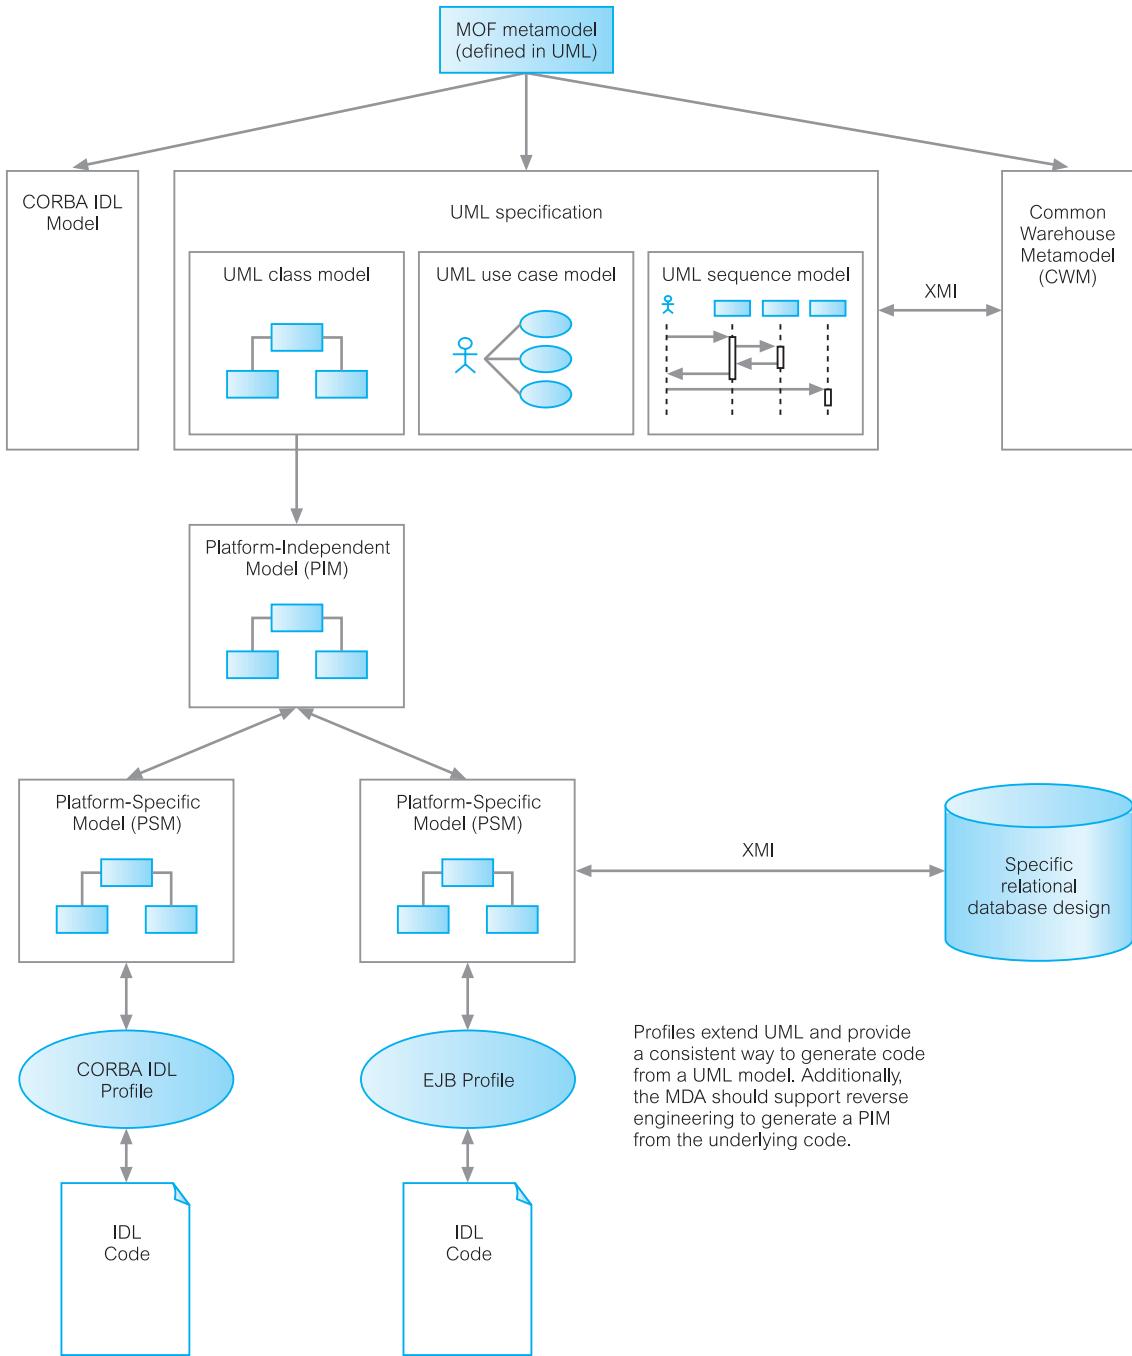 MOF metamodel
(defined in UML)
CORBA IDL
Model
UML specification
Common
Warehouse
Metamodel
(CWM)
UML class model
UML use case model
UML sequence model
XMI
Platform-Independent
Model (PIM)
Platform-Specific
Model (PSM)
Platform-Specific
Model (PSM)
XMI
Specific
relational
database design
CORBA IDL
Profile
EJB Profile
Profiles extend UML and provide
a consistent way to generate code
from a UML model. Additionally,
the MDA should support reverse
engineering to generate a PIM
from the underlying code.
IDL
Code
IDL
Code